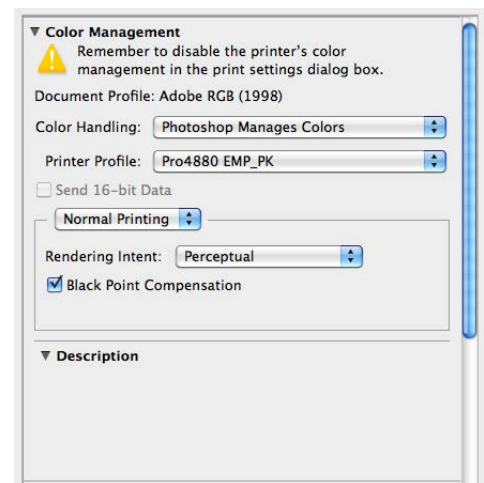 Color Management
Remember to disable the printer's color
management in the print settings dialog box.
Document Profile: Adobe RGB (1998)
Color Handling: Photoshop Manages Colors
Printer Profile: Pro4880 EMP_PK
Send 16-bit Data
Normal Printing
Rendering Intent: Perceptual
Black Point Compensation
Description